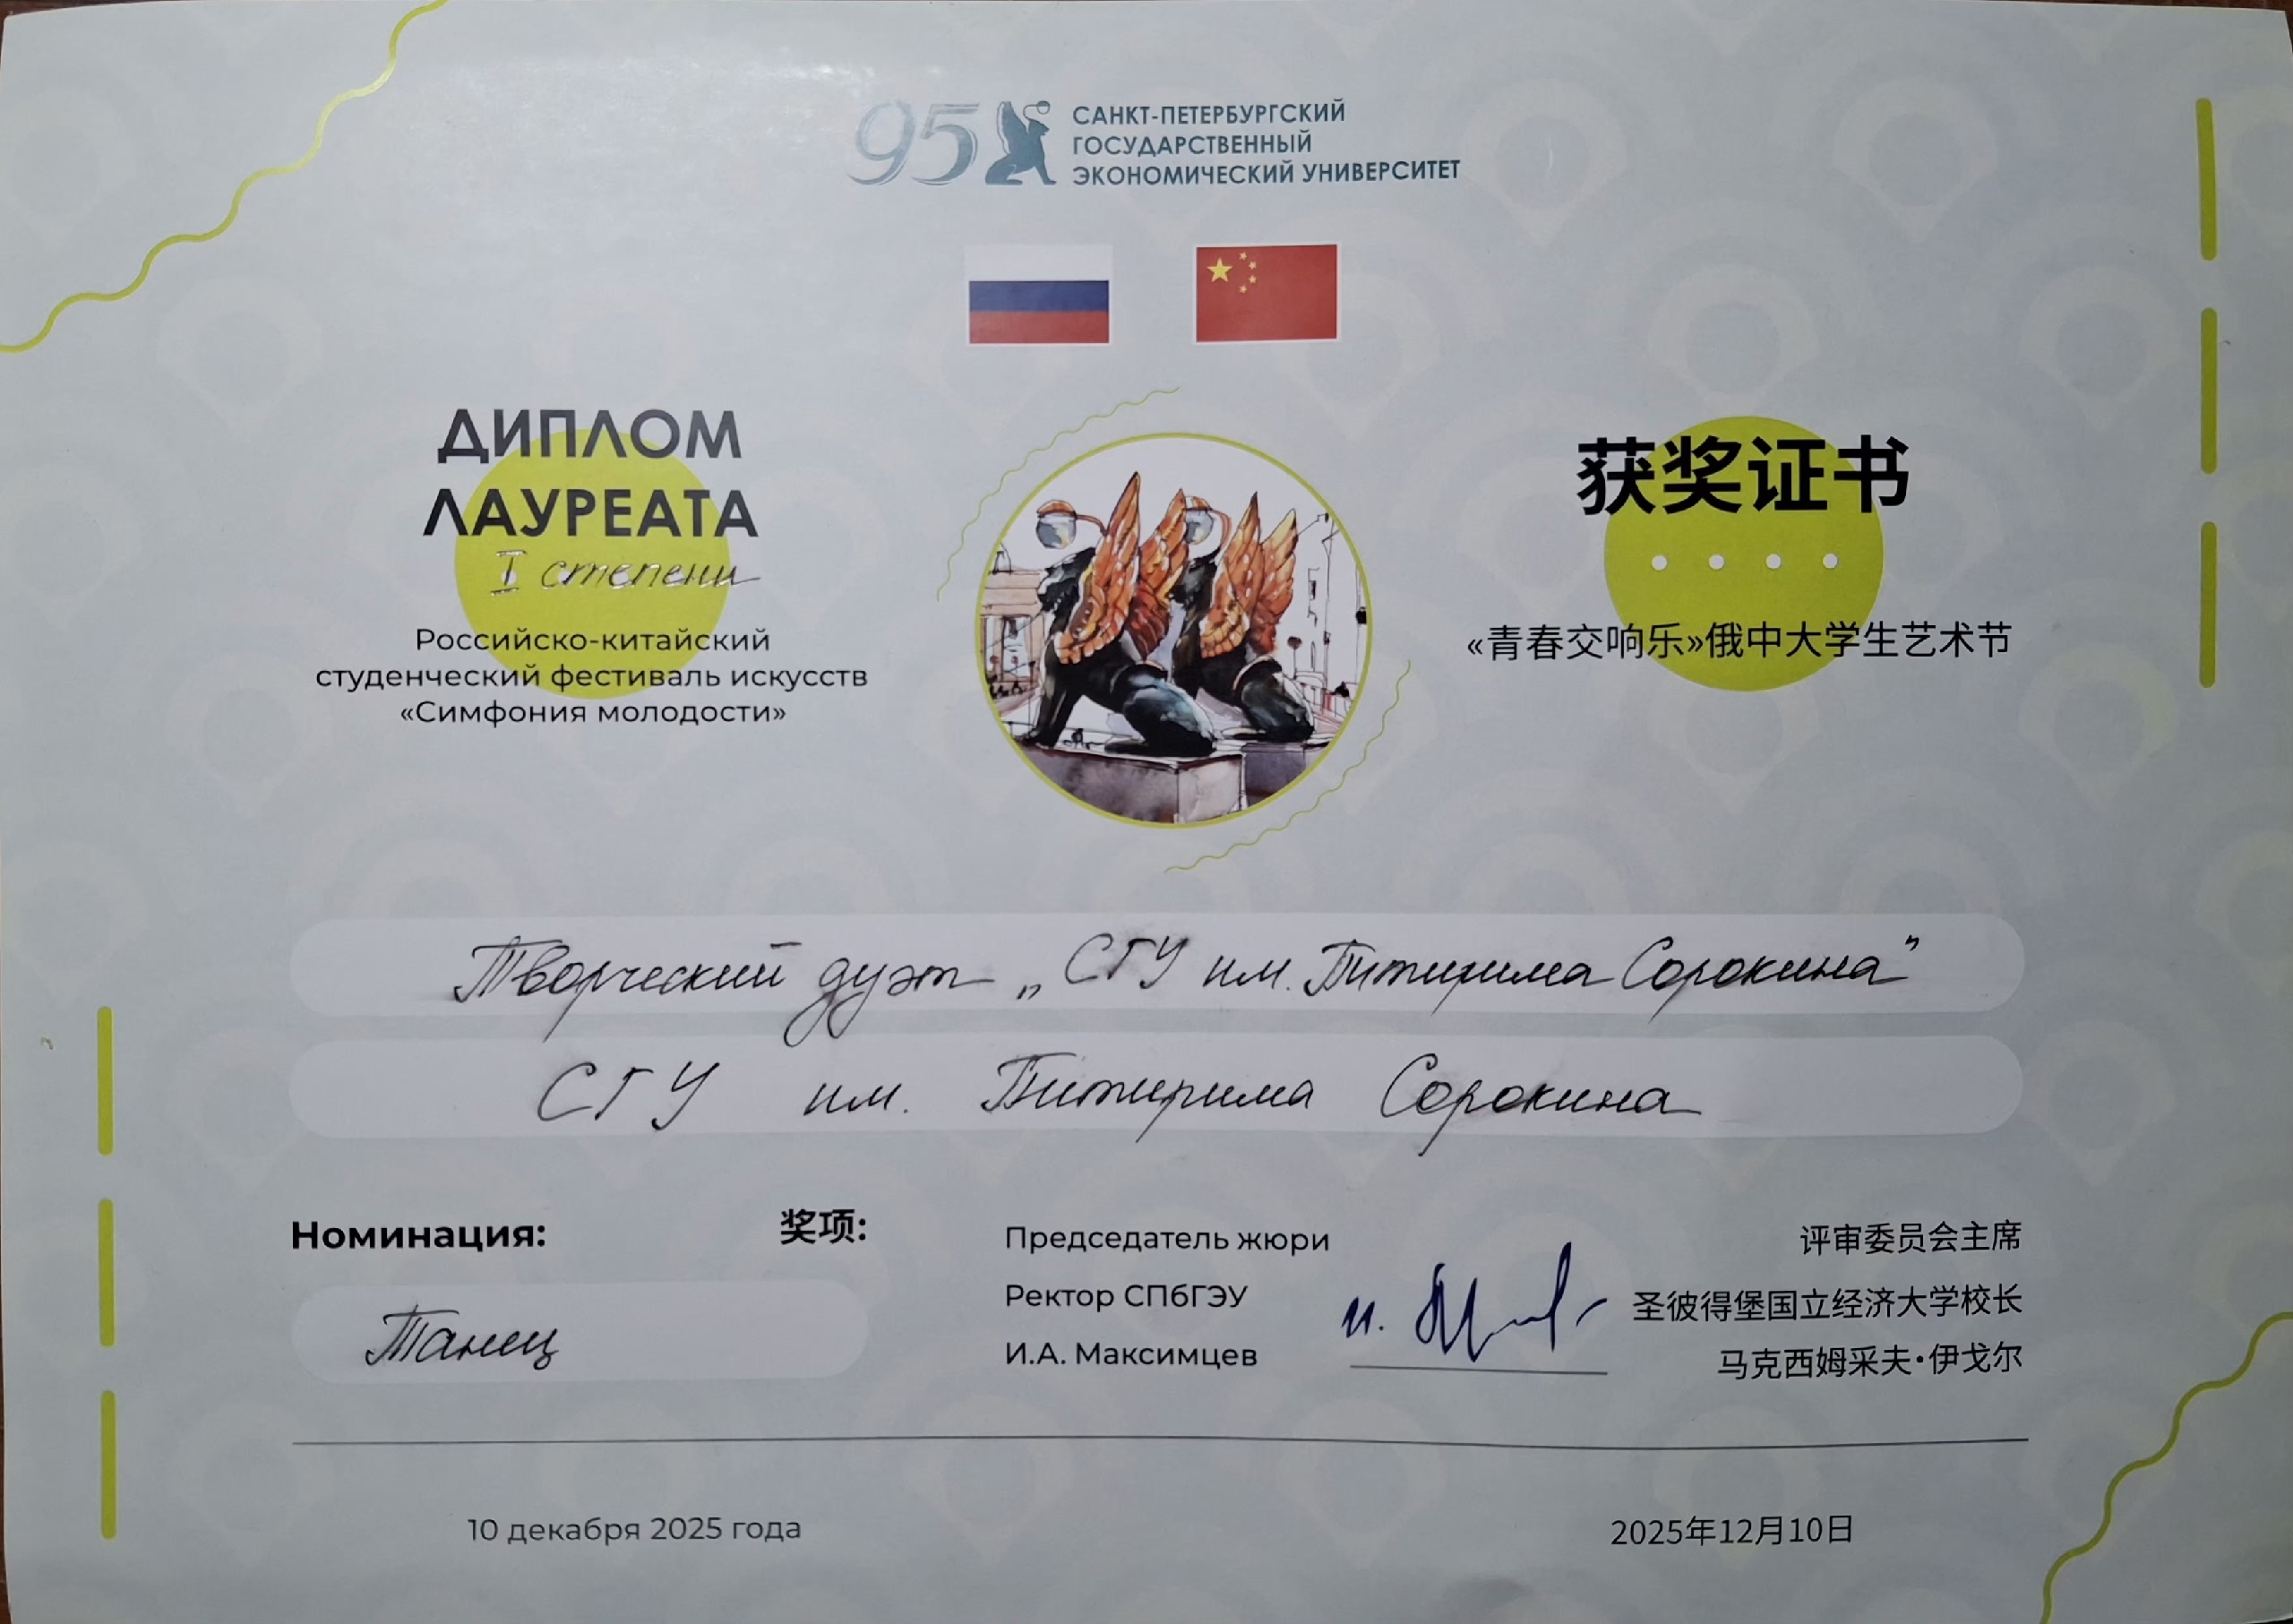 95
САНКТ-ПЕТЕРБУРГСКИЙ
ГОСУДАРСТВЕННЫЙ
ЭКОНОМИЧЕСКИЙ УНИВЕРСИТЕТ
ДИПЛОМ
ЛАУРЕАТА
I степени
Российско-китайский
студенческий фестиваль искусств
«Симфония молодости»
获奖证书
«青春交响乐»俄中大学生艺术节
Творческий дуэт „СГУ им. Питирима Сорокина"
СГУ им. Питирима Сорокина
Номинация:
奖项:
Танец
Председатель жюри
Ректор СПбГЭУ
И.А. Максимцев
评审委员会主席
圣彼得堡国立经济大学校长
马克西姆采夫·伊戈尔
10 декабря 2025 года
2025年12月10日